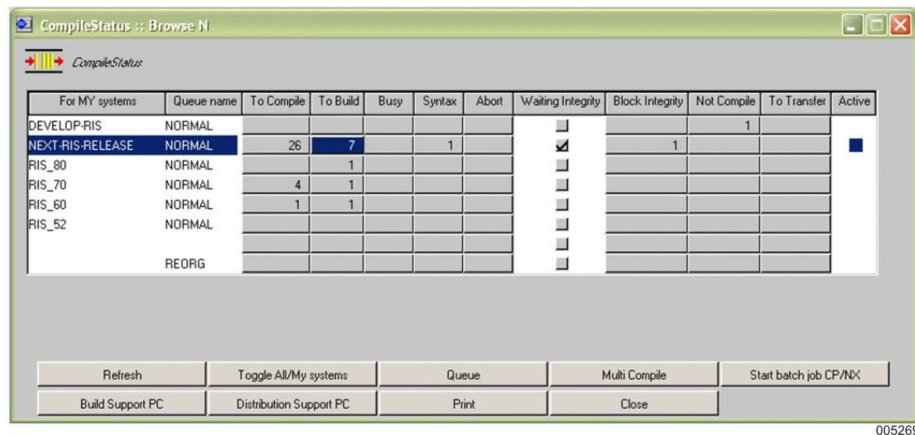 CompileStatus :: Browse N
CompileStatus
For MY systems Queue name To Compile To Build Busy Syntax Abort Waiting Integrity Block Integrity Not Compile To Transfer Active
DEVELOP-RIS NORMAL 1
NEXT-RIS-RELEASE NORMAL 26 7 1 1
RIS_80 NORMAL 1
RIS_70 NORMAL 4 1
RIS_60 NORMAL 1 1
RIS_52 NORMAL
REORG
Refresh Toggle All/My systems Queue Multi Compile Start batch job CP/NX
Build Support PC Distribution Support PC Print Close
005269